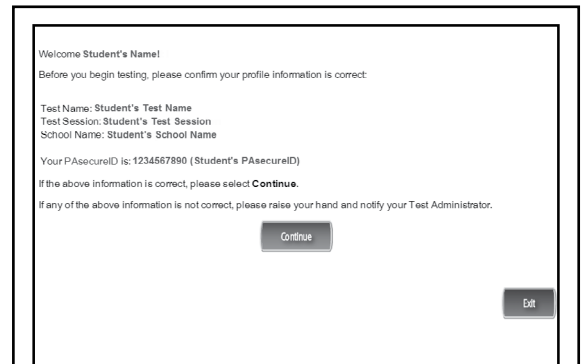 Welcome Student's Name!
Before you begin testing, please confirm your profile information is correct:
Test Name: Student's Test Name
Test Session: Student's Test Session
School Name: Student's School Name
Your PAsecureID is: 1234567890 (Student's PAsecureID)
If the above information is correct, please select Continue.
If any of the above information is not correct, please raise your hand and notify your Test Administrator.
Continue
Exit